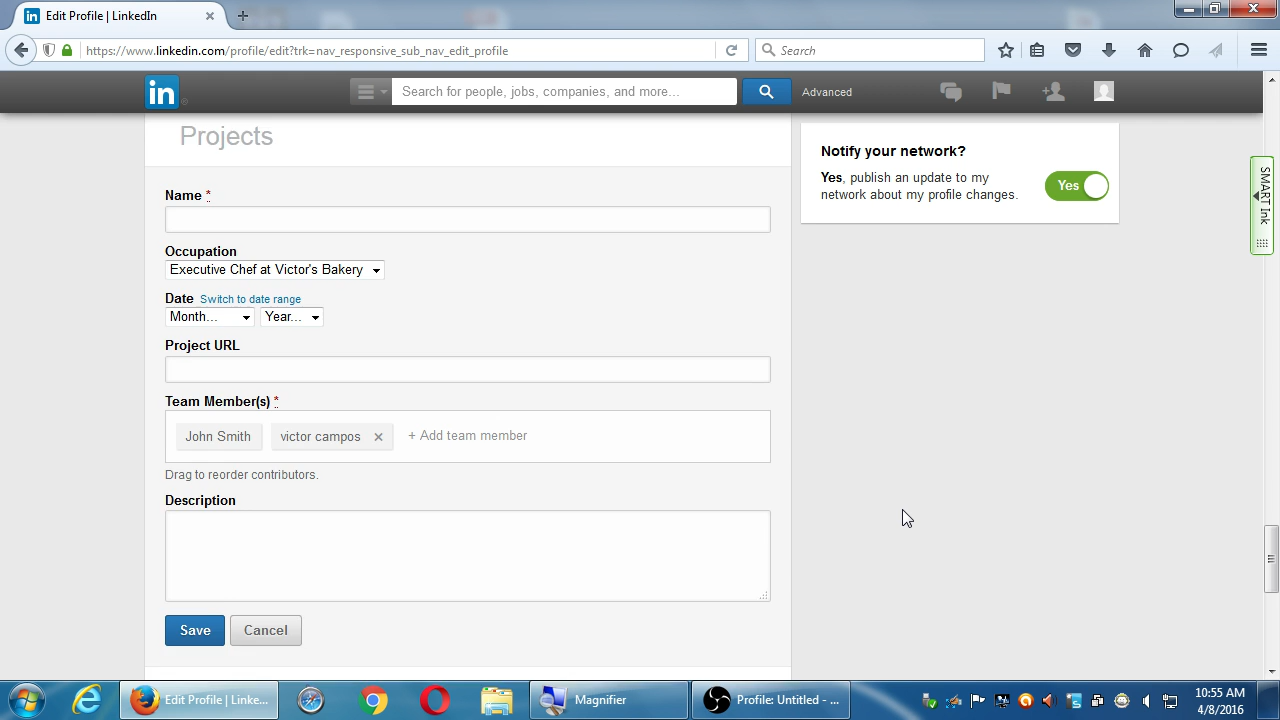 Edit Profile | LinkedIn
https://www.linkedin.com/profile/edit?trk=nav_responsive_sub_nav_edit_profile
Search
in
Search for people, jobs, companies, and more...
Advanced
Projects
Name *
Occupation
Executive Chef at Victor's Bakery
Date Switch to date range
Month... Year...
Project URL
Team Member(s) *
John Smith victor campos + Add team member
Drag to reorder contributors.
Description
Save Cancel
Notify your network?
Yes, publish an update to my
network about my profile changes.
Yes
SMART Ink
Edit Profile | Linke...
Magnifier
Profile: Untitled - ...
10:55 AM
4/8/2016